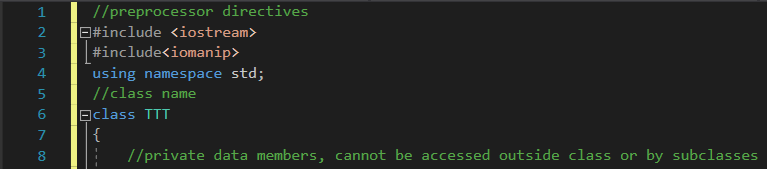 1 //preprocessor directives
2 #include <iostream>
3 #include<iomanip>
4 using namespace std;
5 //class name
6 class TTT
7 {
8 //private data members, cannot be accessed outside class or by subclasses